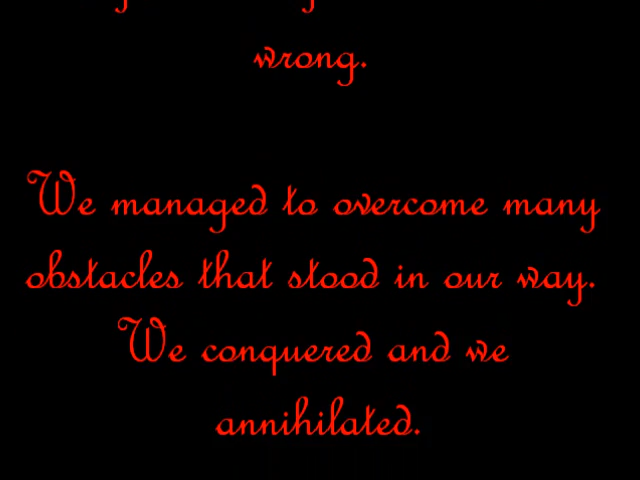 wrong.
We managed to overcome many
obstacles that stood in our way.
We conquered and we
annihilated.